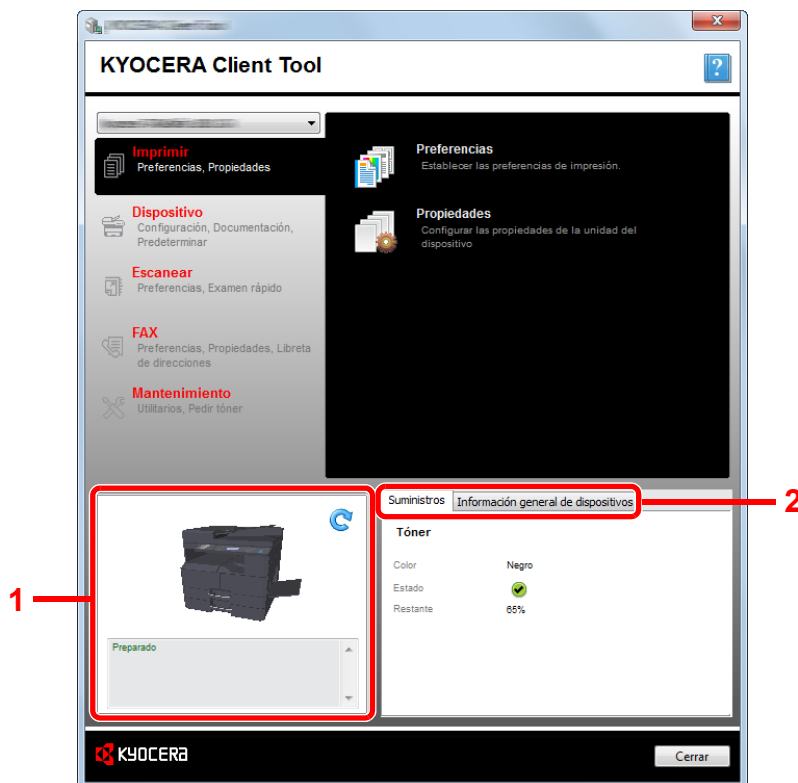 KYOCERA Client Tool
?
Imprimir
Preferencias, Propiedades
Dispositivo
Configuración, Documentación,
Predeterminar
Escanear
Preferencias, Examen rápido
FAX
Preferencias, Propiedades, Libreta
de direcciones
Mantenimiento
Utilitarios, Pedir tóner
Preferencias
Establecer las preferencias de impresión.
Propiedades
Configurar las propiedades de la unidad del
dispositivo
1
Preparado
Suministros Información general de dispositivos
2
Tóner
Color Negro
Estado
Restante 65%
KYOCERA
Cerrar